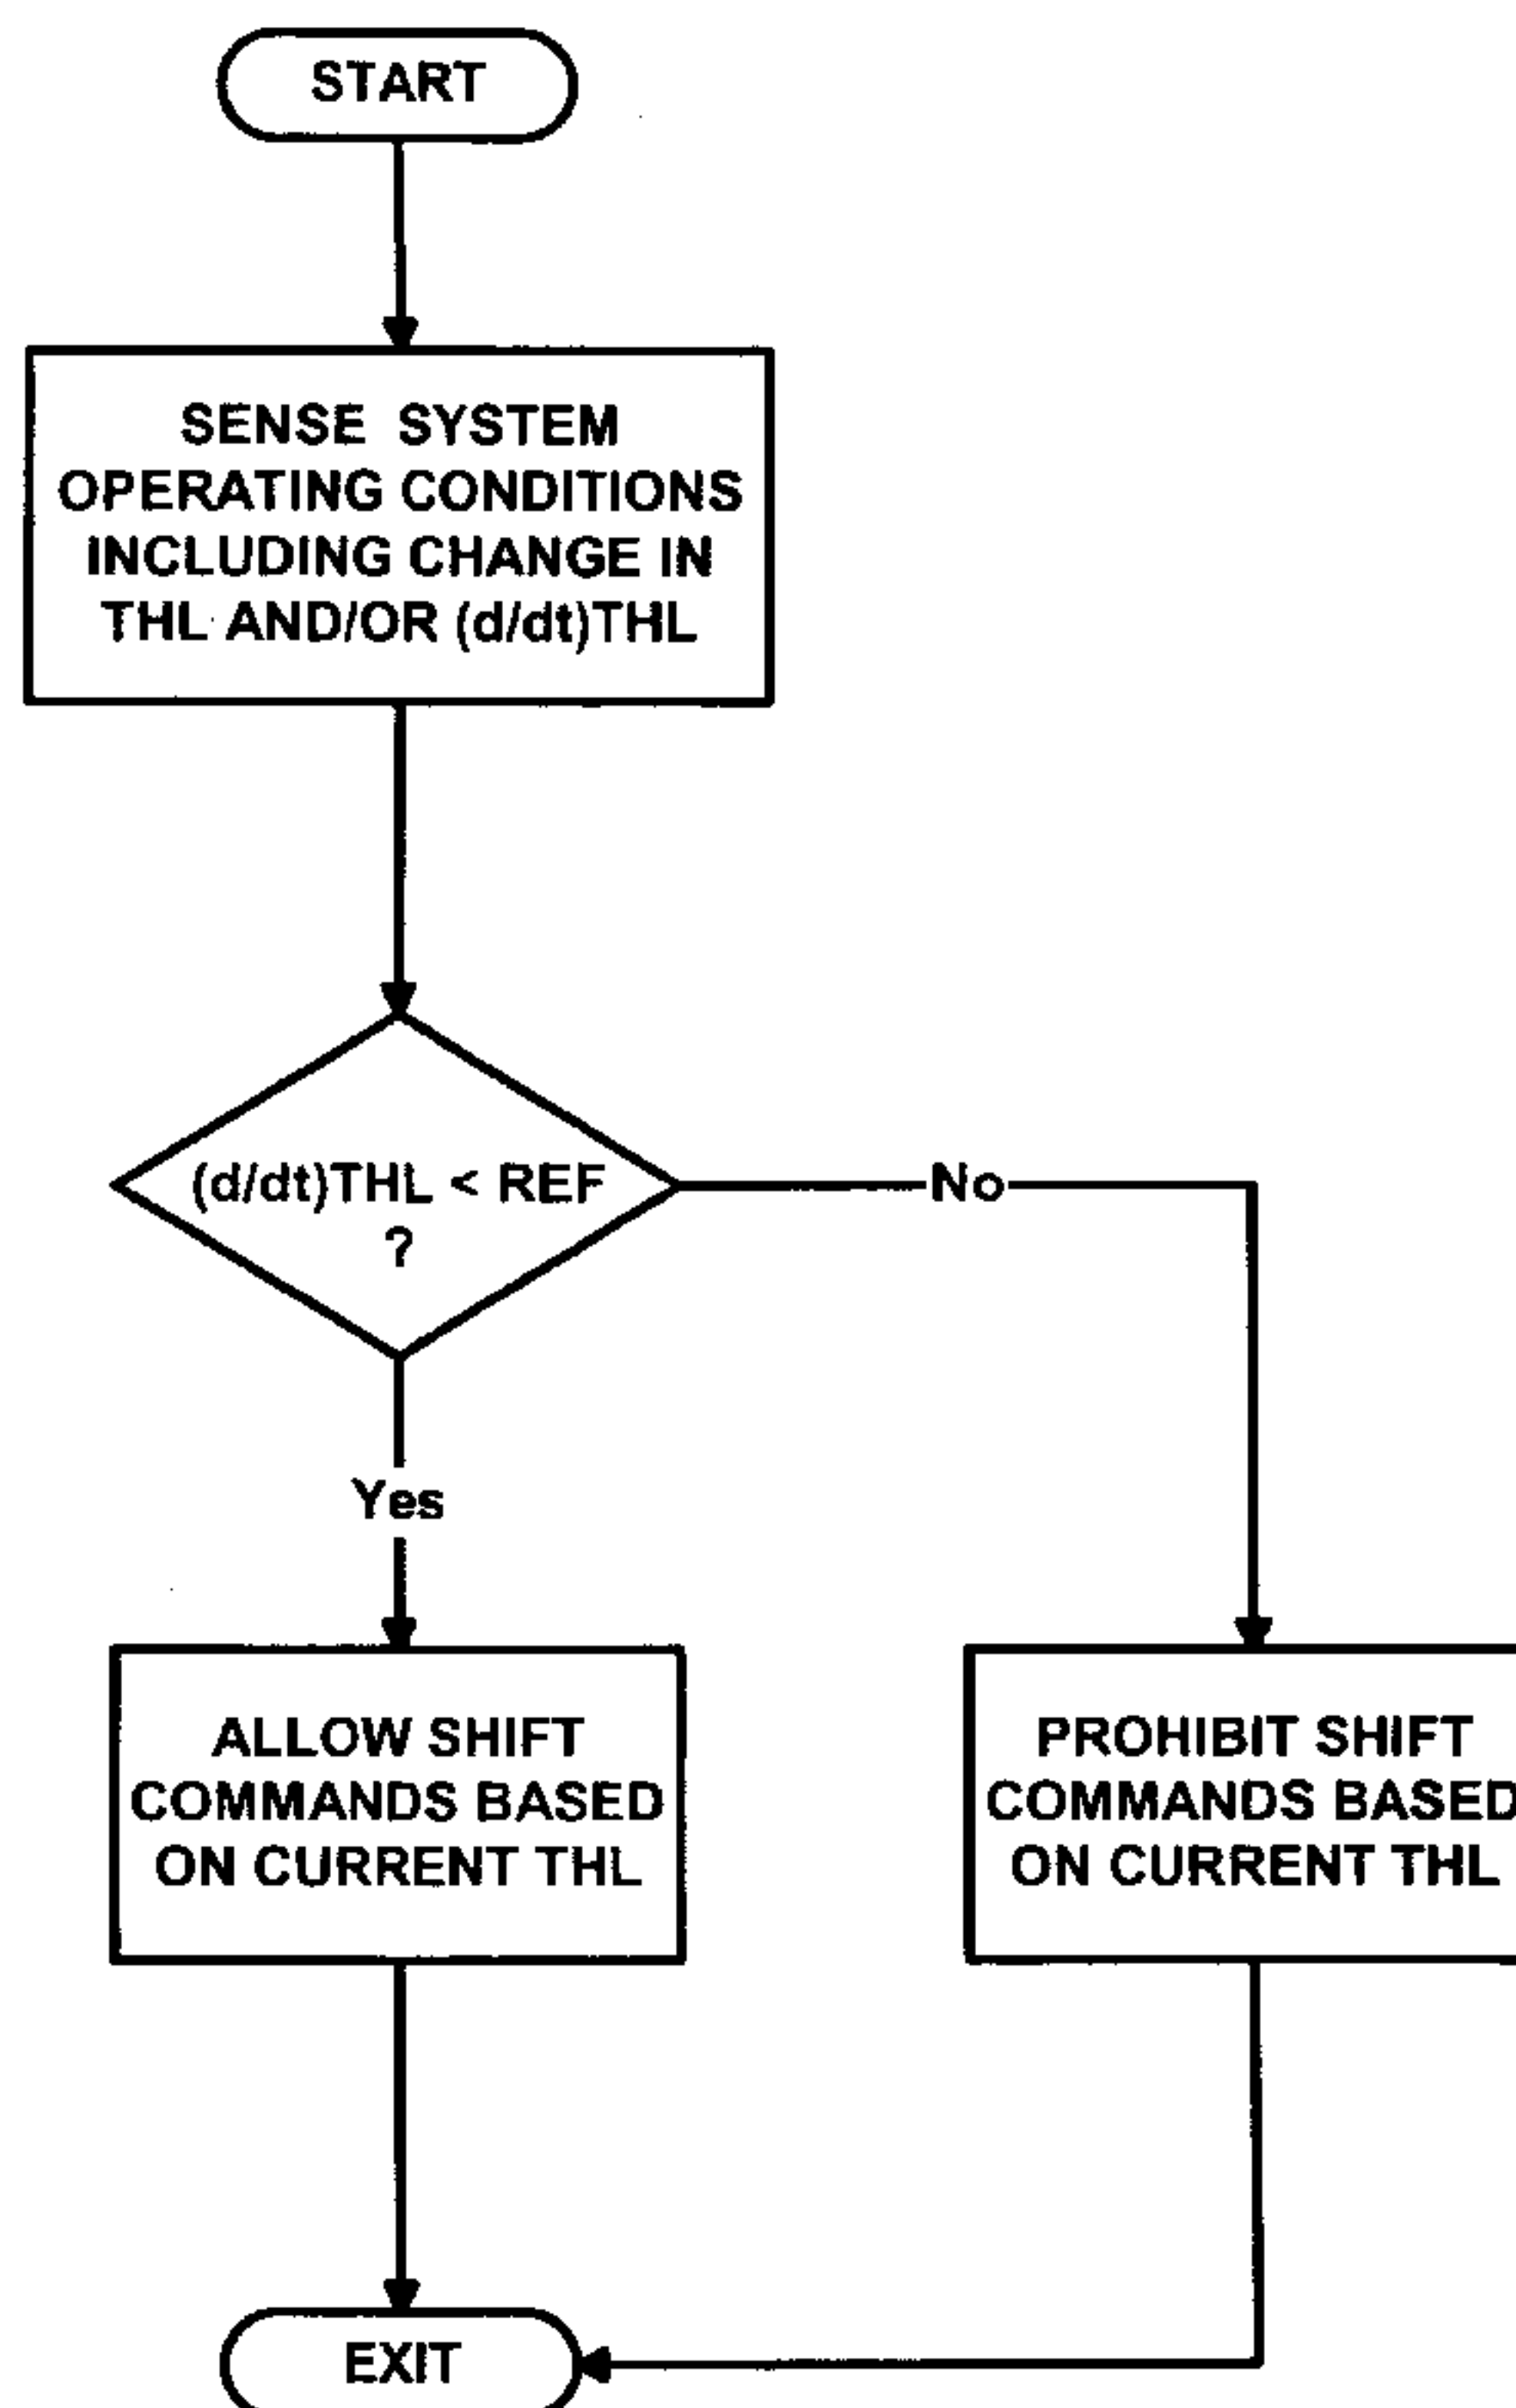 START
SENSE SYSTEM
OPERATING CONDITIONS
INCLUDING CHANGE IN
THL AND/OR (d/dt)THL
(d/dt)THL < REF
?
No
Yes
ALLOW SHIFT
COMMANDS BASED
ON CURRENT THL
PROHIBIT SHIFT
COMMANDS BASED
ON CURRENT THL
EXIT